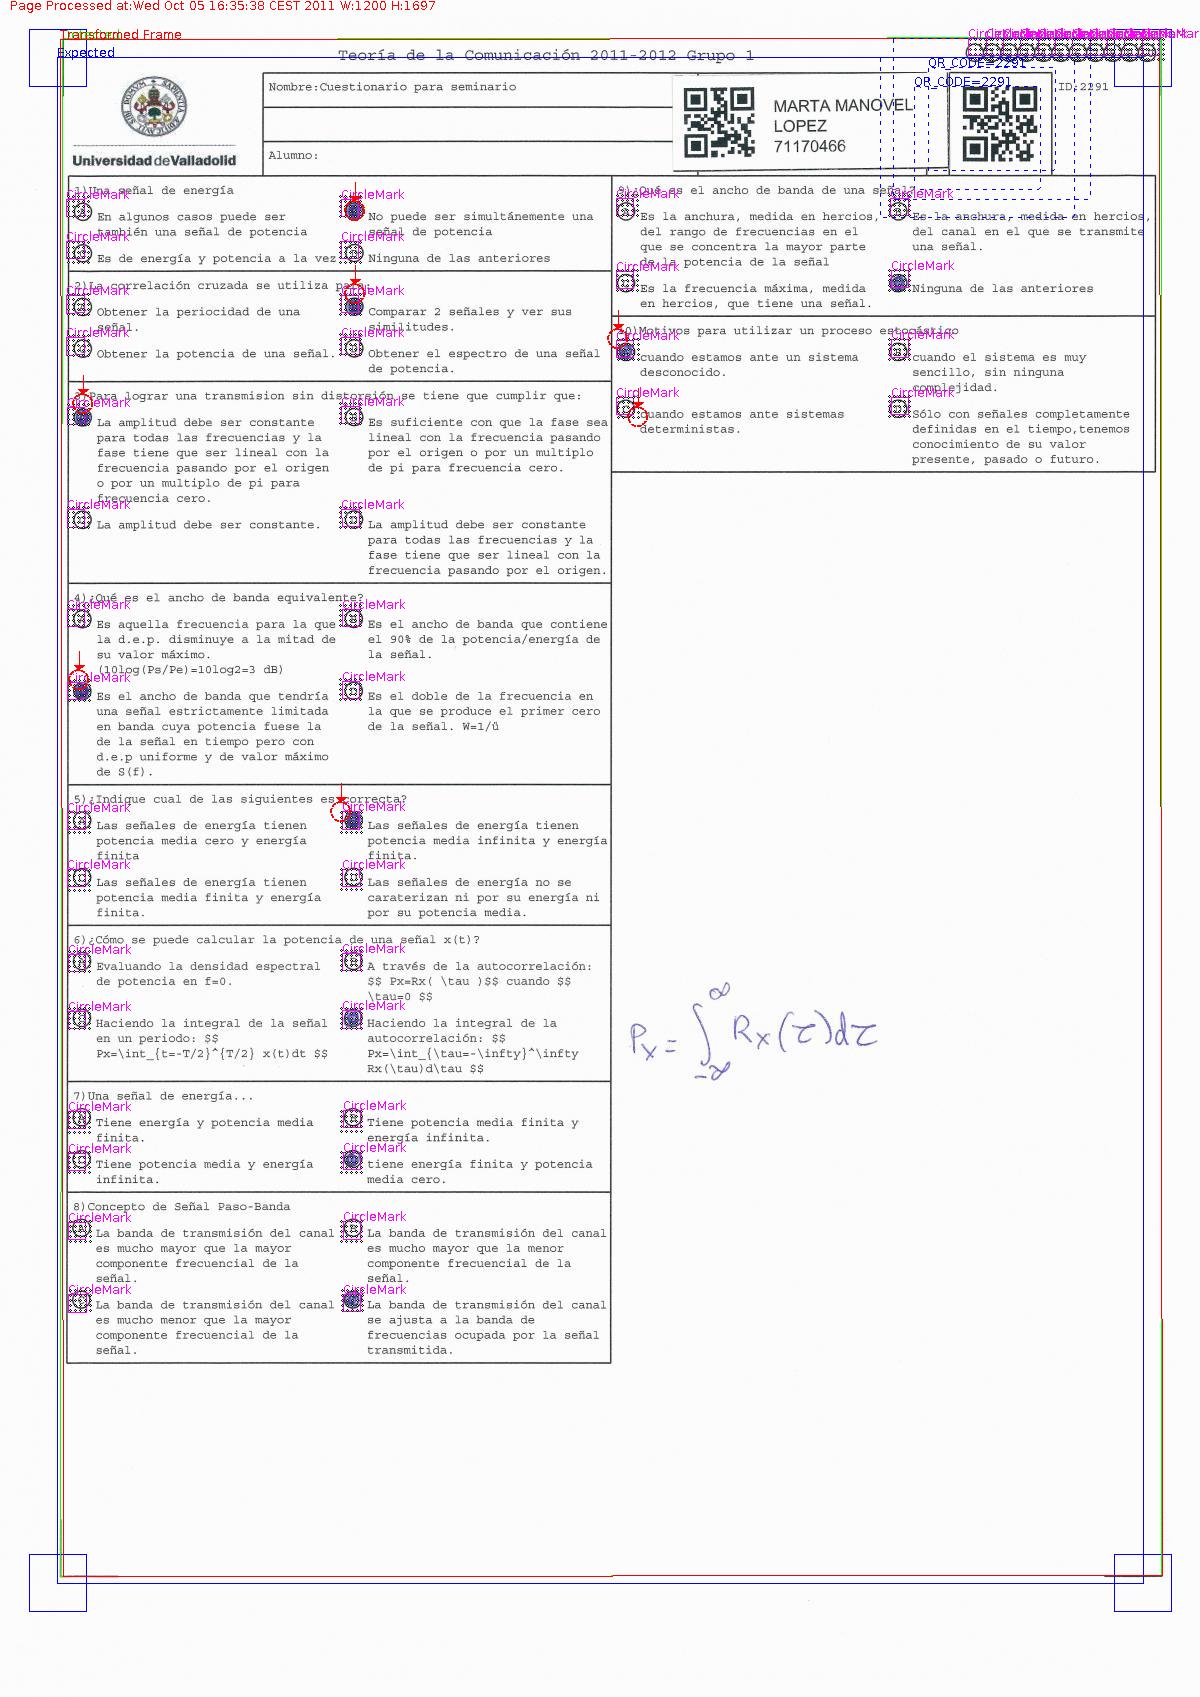 Page Processed at:Wed Oct 05 16:35:38 CEST 2011 W:1200 H:1697
Transformed Frame
Expected
Teoría de la Comunicación 2011-2012 Grupo 1
QR_CODE=2291
QR_CODE=2291
Universidad de Valladolid
Nombre:Cuestionario para seminario
Alumno:
MARTA MANOVEL
LOPEZ
71170466
ID:2291
1)Una señal de energía
CircleMark
CircleMark
En algunos casos puede ser
también una señal de potencia
No puede ser simultánemente una
señal de potencia
CircleMark
CircleMark
Es de energía y potencia a la vez
Ninguna de las anteriores
2)La correlación cruzada se utiliza para
CircleMark
CircleMark
Obtener la periocidad de una
señal.
Comparar 2 señales y ver sus
similitudes.
CircleMark
CircleMark
Obtener la potencia de una señal.
Obtener el espectro de una señal
de potencia.
Para lograr una transmision sin distorsión se tiene que cumplir que:
CircleMark
CircleMark
La amplitud debe ser constante
para todas las frecuencias y la
fase tiene que ser lineal con la
frecuencia pasando por el origen
o por un multiplo de pi para
frecuencia cero.
Es suficiente con que la fase sea
lineal con la frecuencia pasando
por el origen o por un multiplo
de pi para frecuencia cero.
CircleMark
CircleMark
La amplitud debe ser constante.
La amplitud debe ser constante
para todas las frecuencias y la
fase tiene que ser lineal con la
frecuencia pasando por el origen.
4)¿Qué es el ancho de banda equivalente?
CircleMark
CircleMark
Es aquella frecuencia para la que
la d.e.p. disminuye a la mitad de
su valor máximo.
(10log(Ps/Pe)=10log2=3 dB)
Es el ancho de banda que contiene
el 90% de la potencia/energía de
la señal.
CircleMark
CircleMark
Es el ancho de banda que tendría
una señal estrictamente limitada
en banda cuya potencia fuese la
de la señal en tiempo pero con
d.e.p uniforme y de valor máximo
de S(f).
Es el doble de la frecuencia en
la que se produce el primer cero
de la señal. W=1/û
5)¿Indique cual de las siguientes es correcta?
CircleMark
CircleMark
Las señales de energía tienen
potencia media cero y energía
finita
Las señales de energía tienen
potencia media infinita y energía
finita.
CircleMark
CircleMark
Las señales de energía tienen
potencia media finita y energía
finita.
Las señales de energía no se
caraterizan ni por su energía ni
por su potencia media.
6)¿Cómo se puede calcular la potencia de una señal x(t)?
CircleMark
CircleMark
Evaluando la densidad espectral
de potencia en f=0.
A través de la autocorrelación:
$$ Px=Rx( \tau )$$ cuando $$
\tau=0 $$
CircleMark
CircleMark
Haciendo la integral de la señal
en un periodo: $$
Px=\int_{t=-T/2}^{T/2} x(t)dt $$
Haciendo la integral de la
autocorrelación: $$
Px=\int_{\tau=-\infty}^\infty
Rx(\tau)d\tau $$
7)Una señal de energía...
CircleMark
CircleMark
Tiene energía y potencia media
finita.
Tiene potencia media finita y
energía infinita.
CircleMark
CircleMark
Tiene potencia media y energía
infinita.
tiene energía finita y potencia
media cero.
8)Concepto de Señal Paso-Banda
CircleMark
CircleMark
La banda de transmisión del canal
es mucho mayor que la mayor
componente frecuencial de la
señal.
La banda de transmisión del canal
es mucho mayor que la menor
componente frecuencial de la
señal.
CircleMark
CircleMark
La banda de transmisión del canal
es mucho menor que la mayor
componente frecuencial de la
señal.
La banda de transmisión del canal
se ajusta a la banda de
frecuencias ocupada por la señal
transmitida.
9)¿Qué es el ancho de banda de una señal?
CircleMark
CircleMark
Es la anchura, medida en hercios,
del rango de frecuencias en el
que se concentra la mayor parte
de la potencia de la señal
Es la anchura, medida en hercios,
del canal en el que se transmite
una señal.
CircleMark
CircleMark
Es la frecuencia máxima, medida
en hercios, que tiene una señal.
Ninguna de las anteriores
10)Motivos para utilizar un proceso estocástico
CircleMark
CircleMark
cuando estamos ante un sistema
desconocido.
cuando el sistema es muy
sencillo, sin ninguna
complejidad.
CircleMark
CircleMark
cuando estamos ante sistemas
deterministas.
Sólo con señales completamente
definidas en el tiempo,tenemos
conocimiento de su valor
presente, pasado o futuro.
Px = ∫_{-∞}^{∞} Rx(τ)dτ